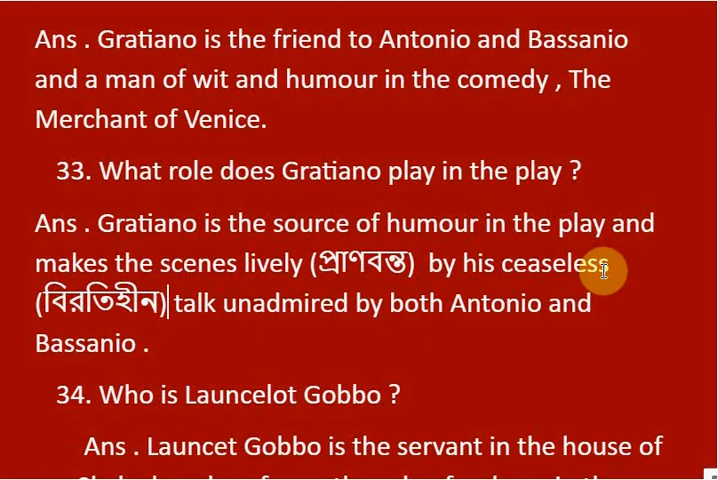 Ans . Gratiano is the friend to Antonio and Bassanio
and a man of wit and humour in the comedy , The
Merchant of Venice.
33. What role does Gratiano play in the play ?
Ans . Gratiano is the source of humour in the play and
makes the scenes lively (প্রাণবন্ত) by his ceaseless
(বিরতিহীন) talk unadmired by both Antonio and
Bassanio .
34. Who is Launcelot Gobbo ?
Ans . Launcet Gobbo is the servant in the house of